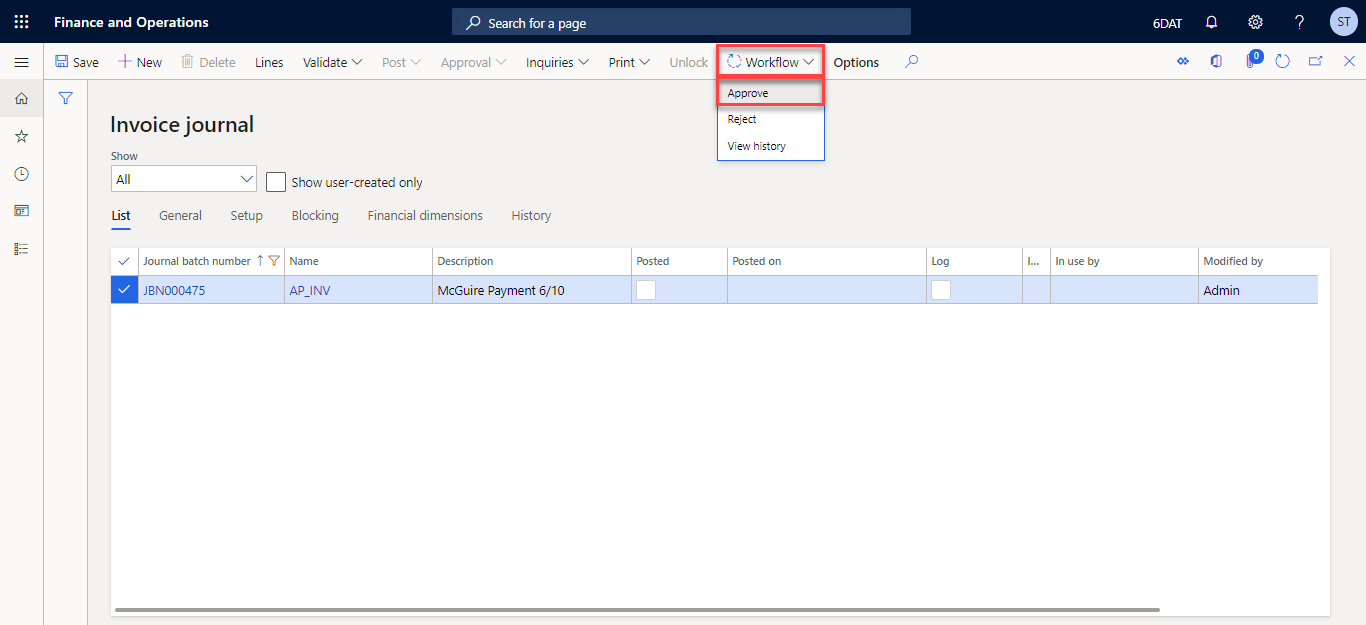 Finance and Operations Search for a page 6DAT ? ST
Save New Delete Lines Validate Post Approval Inquiries Print Unlock Workflow Options 0
Approve
Reject
View history
Invoice journal
Show
All Show user-created only
List General Setup Blocking Financial dimensions History
Journal batch number Name Description Posted Posted on Log I... In use by Modified by
JBN000475 AP_INV McGuire Payment 6/10 Admin